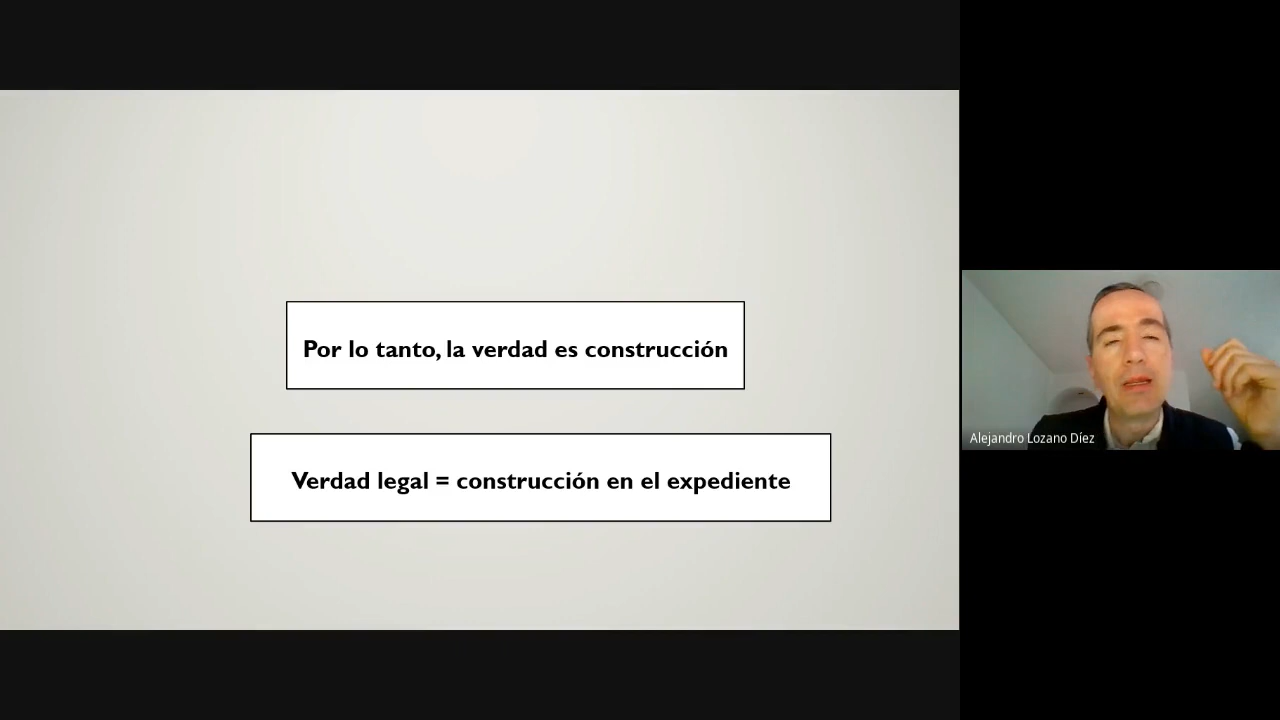 Por lo tanto, la verdad es construcción
Verdad legal = construcción en el expediente
Alejandro Lozano Díez